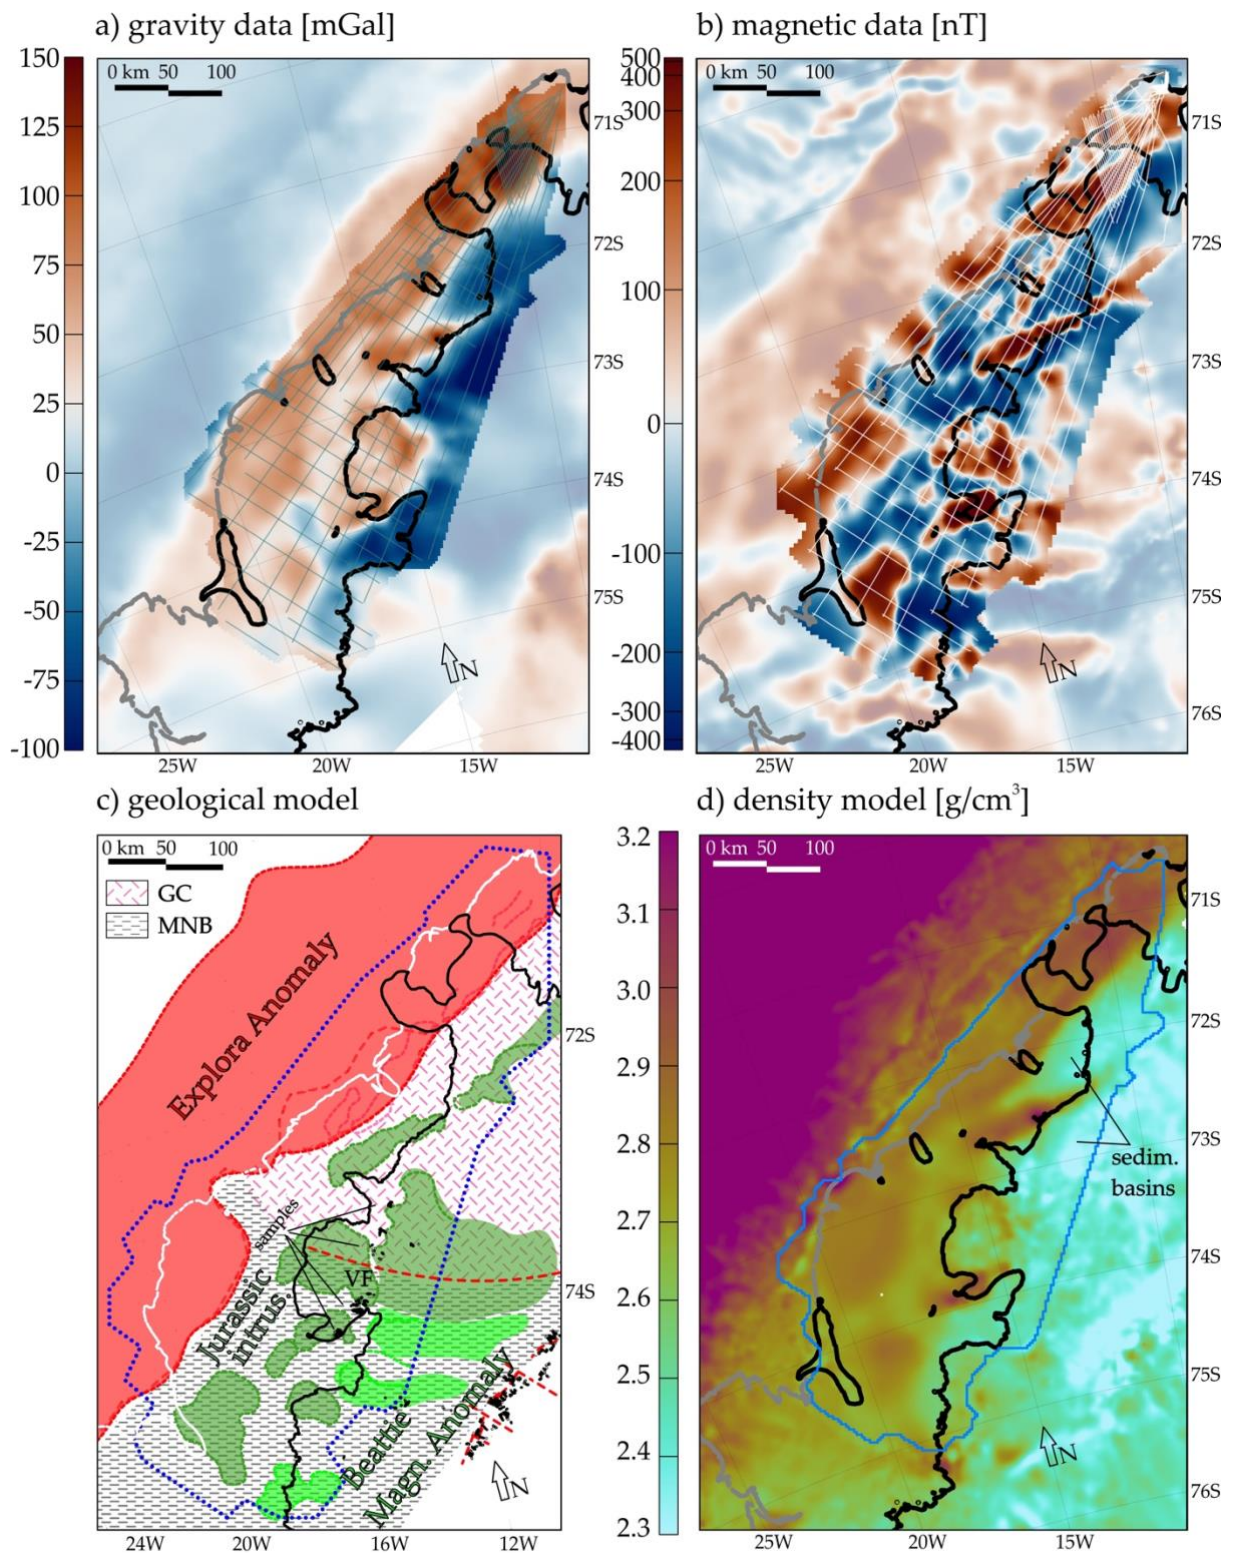 a) gravity data [mGal]
b) magnetic data [nT]
150
125
100
75
50
25
0
-25
-50
-75
-100
0 km 50 100
N
25W
20W
15W
71S
72S
73S
74S
75S
500
400
300
200
100
0
-100
-200
-300
-400
0 km 50 100
N
25W
20W
15W
71S
72S
73S
74S
75S
76S
c) geological model
d) density model [g/cm³]
0 km 50 100
GC
MNB
Explora Anomaly
samples
VF
Jurassic
intrus.
Beattie
Magn. Anomaly
N
72S
74S
24W
20W
16W
12W
3.2
3.1
3.0
2.9
2.8
2.7
2.6
2.5
2.4
2.3
0 km 50 100
sedim.
basins
N
71S
72S
73S
74S
75S
76S
25W
20W
15W